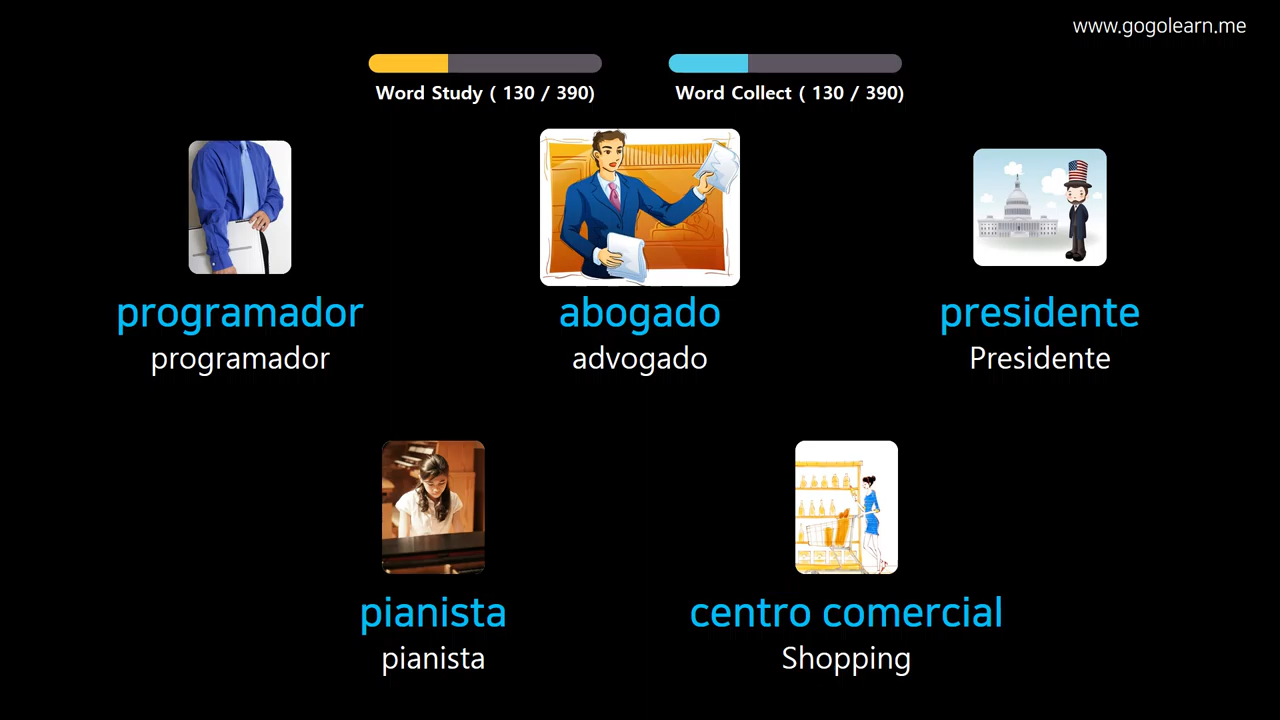 www.gogolearn.me
Word Study ( 130 / 390)
Word Collect ( 130 / 390)
programador
programador
abogado
advogado
presidente
Presidente
pianista
pianista
centro comercial
Shopping